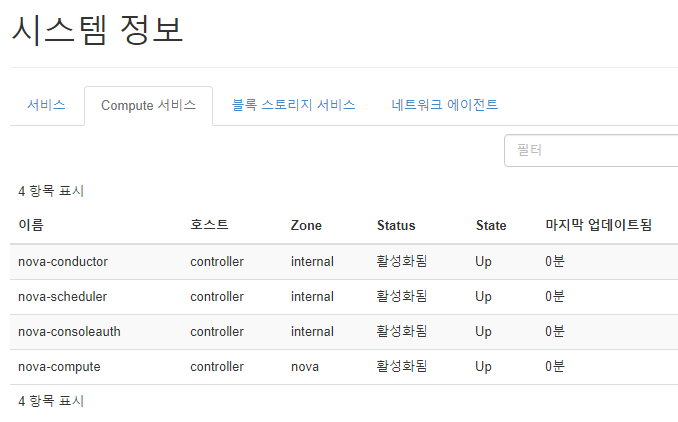 시스템 정보
서비스 Compute 서비스 블록 스토리지 서비스 네트워크 에이전트
필터
4 항목 표시
이름 호스트 Zone Status State 마지막 업데이트됨
nova-conductor controller internal 활성화됨 Up 0분
nova-scheduler controller internal 활성화됨 Up 0분
nova-consoleauth controller internal 활성화됨 Up 0분
nova-compute controller nova 활성화됨 Up 0분
4 항목 표시